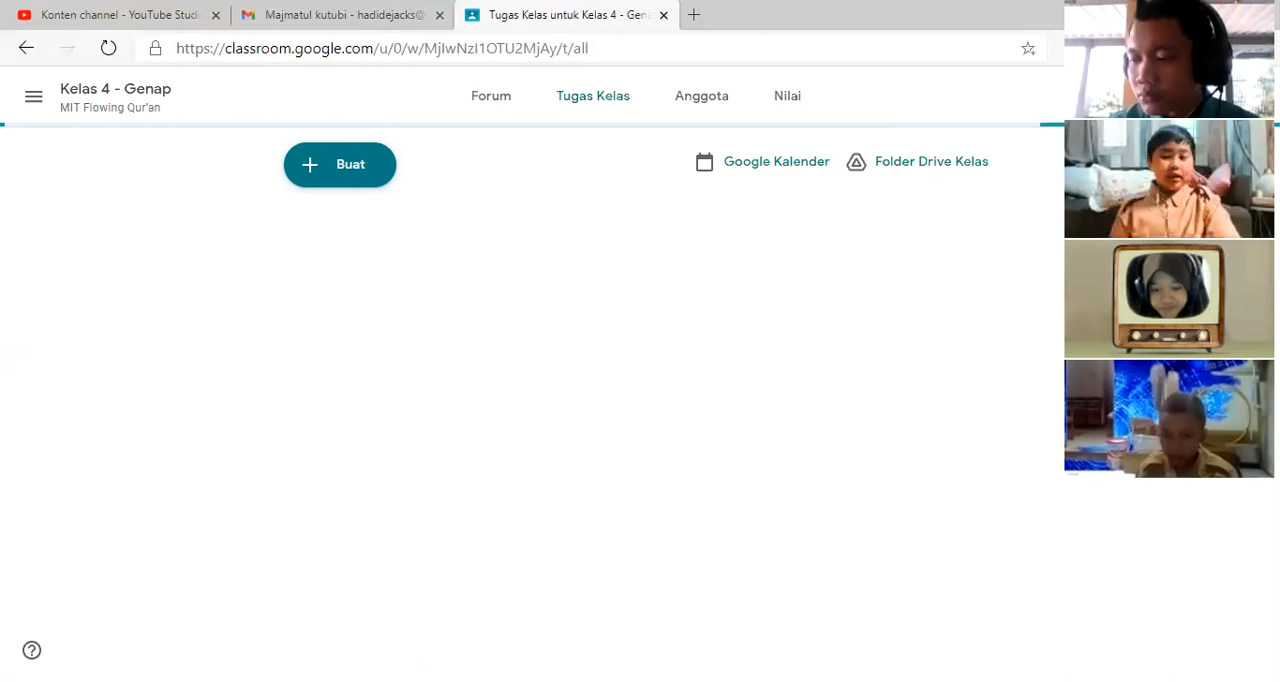 Konten channel - YouTube Stud
Majmatul kutubi - hadidejacks@
Tugas Kelas untuk Kelas 4 - Gena
https://classroom.google.com/u/0/w/MjIwNzI1OTU2MjAy/t/all
Kelas 4 - Genap
MIT Flowing Qur'an
Forum
Tugas Kelas
Anggota
Nilai
+ Buat
Google Kalender
Folder Drive Kelas